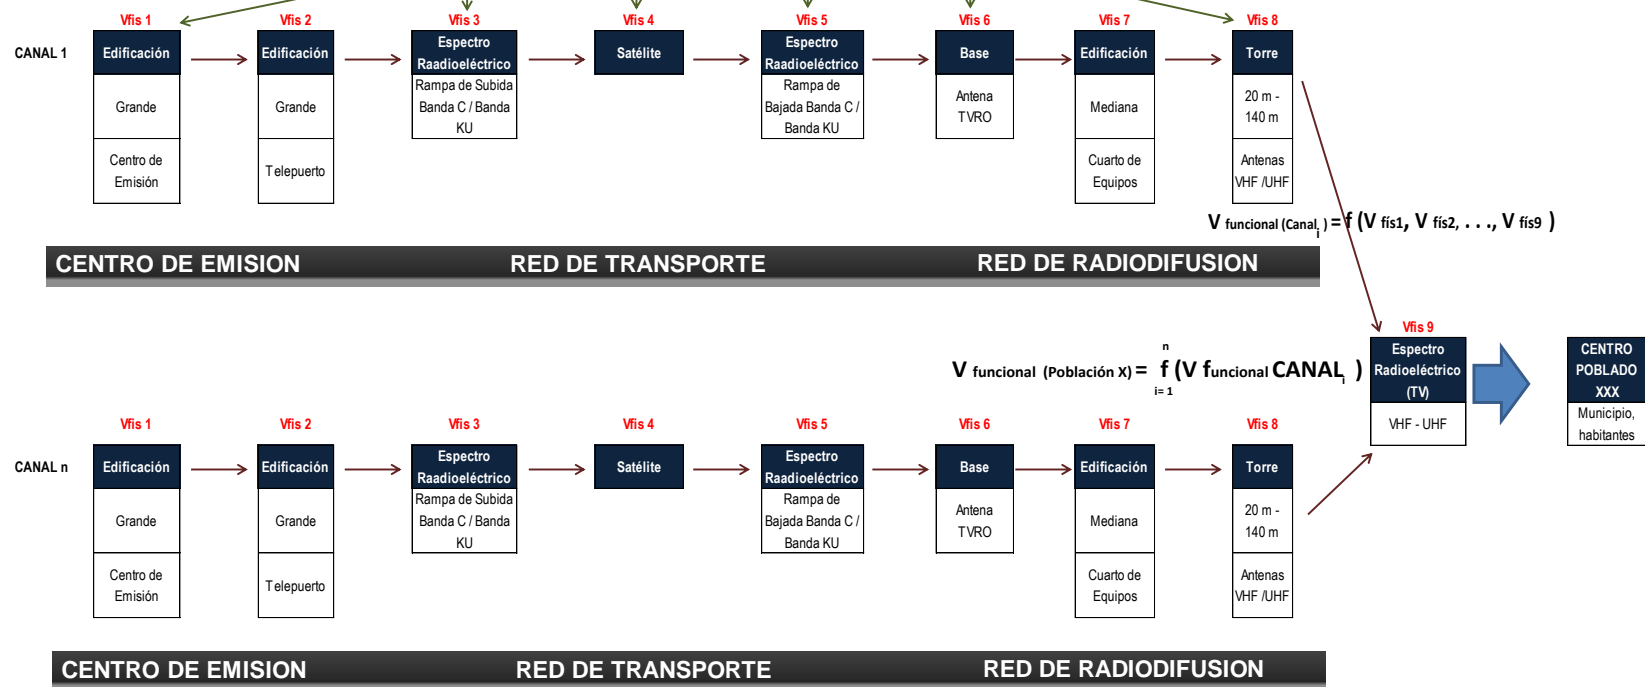 Vfis 1 Vfis 2 Vfis 3 Vfis 4 Vfis 5 Vfis 6 Vfis 7 Vfis 8
CANAL 1
Edificación
Grande
Centro de
Emisión
Edificación
Grande
Telepuerto
Espectro
Raadioeléctrico
Rampa de Subida
Banda C / Banda
KU
Satélite
Espectro
Raadioeléctrico
Rampa de
Bajada Banda C /
Banda KU
Base
Antena
TVRO
Edificación
Mediana
Cuarto de
Equipos
Torre
20 m -
140 m
Antenas
VHF /UHF
V funcional (Canal i ) = f (V fís1, V fís2, . . ., V fís9 )
CENTRO DE EMISION RED DE TRANSPORTE RED DE RADIODIFUSION
V funcional (Población X) = n f i= 1 (V funcional CANAL i )
Vfis 9
Espectro
Radioeléctrico
(TV)
VHF - UHF
CENTRO
POBLADO
XXX
Municipio,
habitantes
Vfis 1 Vfis 2 Vfis 3 Vfis 4 Vfis 5 Vfis 6 Vfis 7 Vfis 8
CANAL n
Edificación
Grande
Centro de
Emisión
Edificación
Grande
Telepuerto
Espectro
Raadioeléctrico
Rampa de Subida
Banda C / Banda
KU
Satélite
Espectro
Raadioeléctrico
Rampa de
Bajada Banda C /
Banda KU
Base
Antena
TVRO
Edificación
Mediana
Cuarto de
Equipos
Torre
20 m -
140 m
Antenas
VHF /UHF
CENTRO DE EMISION RED DE TRANSPORTE RED DE RADIODIFUSION